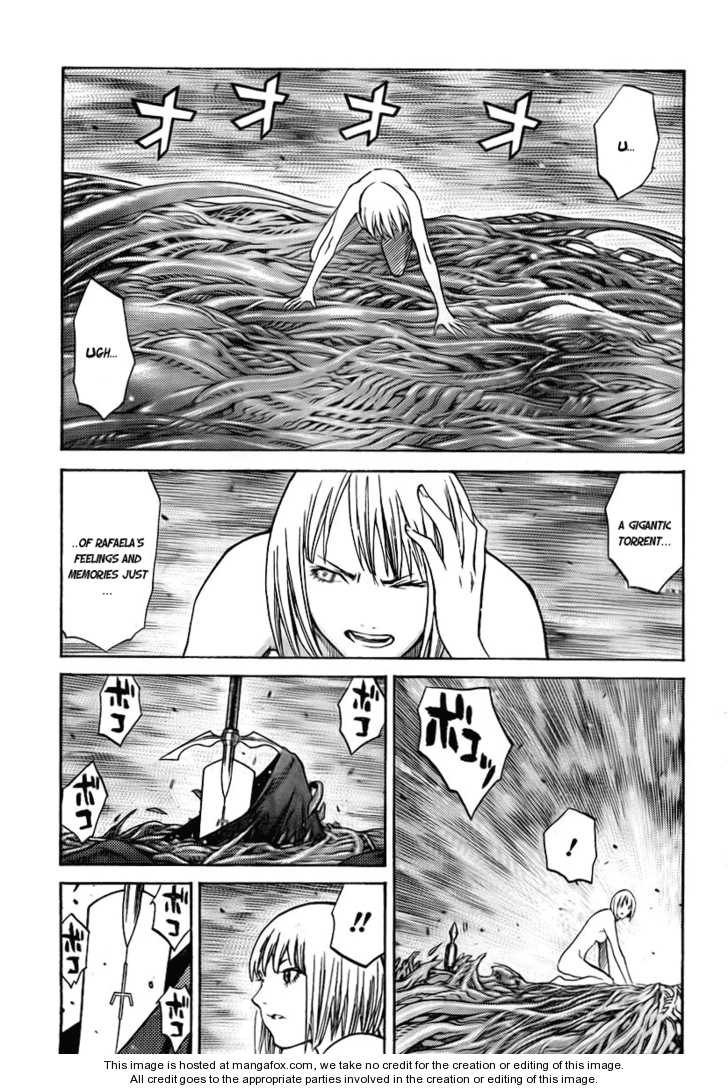 オオオオ
U...
UGH...
A GIGANTIC
TORRENT...
..OF RAFAELA'S
FEELINGS AND
MEMORIES JUST
...
ボコ
ボコ
ボコ
ボコッ
!
!!
ボコ
ボコ
This image is hosted at mangafox.com, we take no credit for the creation or editing of this image.
All credit goes to the appropriate parties involved in the creation or editing of this image.